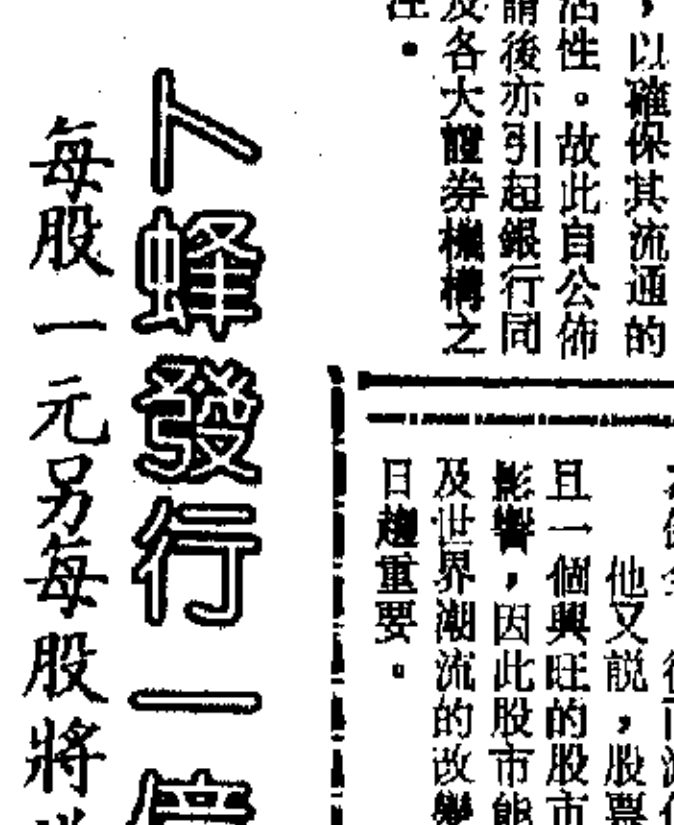 ，以確保其流通的
活性。故此自公佈
請後亦引起銀行同
及各大證券機構之
注。
他又説，股票
且一個興旺的股市
影響，因此股市能
及世界潮流的改變
日趨重要。
卜蜂發行一倍
每股一元另每股將